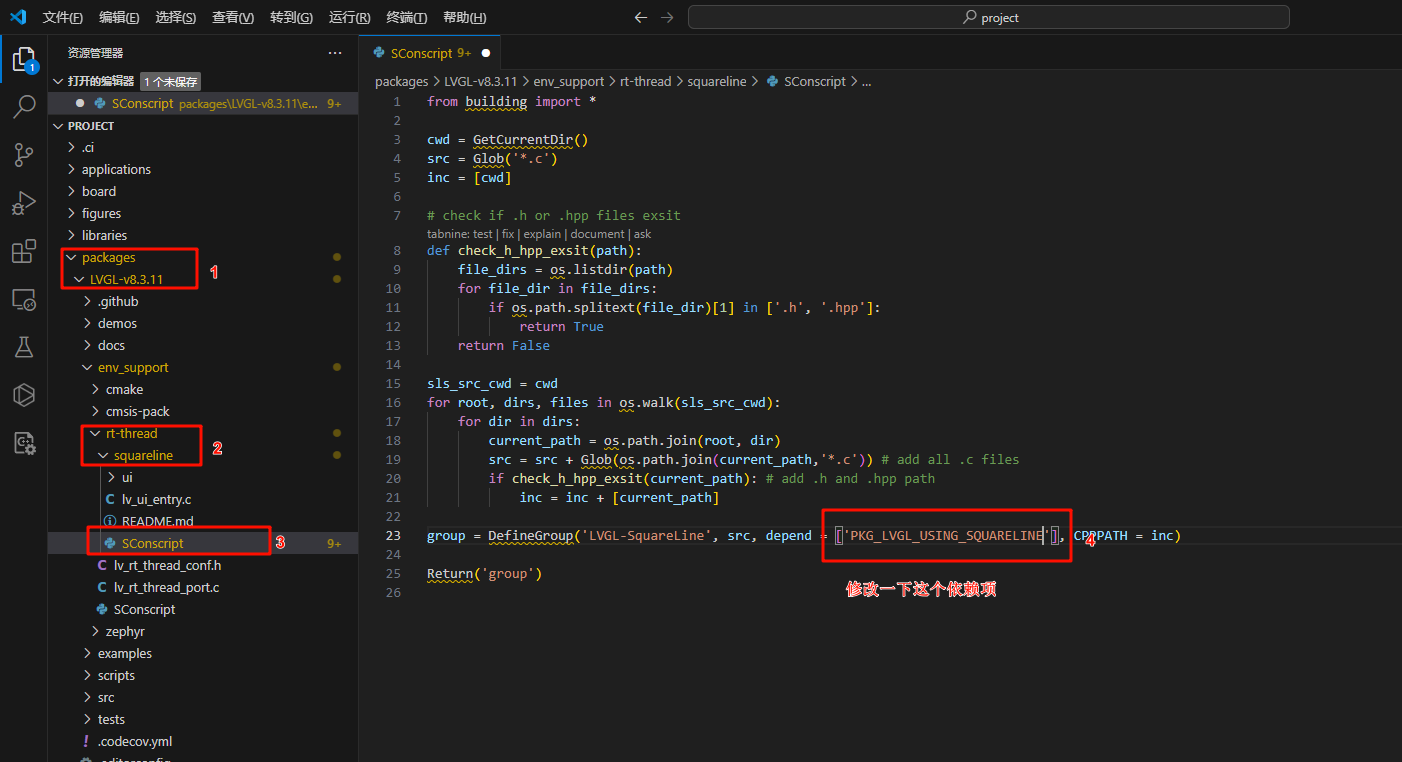 文件(F) 编辑(E) 选择(S) 查看(V) 转到(G) 运行(R) 终端(T) 帮助(H)
project
资源管理器
打开的编辑器 1 个未保存
SConscript packages\LVGL-v8.3.11\e... 9+
PROJECT
.ci
applications
board
figures
libraries
packages
1
LVGL-v8.3.11
.github
demos
docs
env_support
cmake
cmsis-pack
rt-thread
2
squareline
ui
lv_ui_entry.c
README.md
SConscript 3 9+
lv_rt_thread_conf.h
lv_rt_thread_port.c
SConscript
zephyr
examples
scripts
src
tests
.codecov.yml
.editorconfig
1
SConscript 9+
packages > LVGL-v8.3.11 > env_support > rt-thread > squareline > SConscript > ...
1 from building import *
2
3 cwd = GetCurrentDir()
4 src = Glob('*.c')
5 inc = [cwd]
6
7 # check if .h or .hpp files exsit
tabnine: test | fix | explain | document | ask
8 def check_h_hpp_exsit(path):
9 file_dirs = os.listdir(path)
10 for file_dir in file_dirs:
11 if os.path.splitext(file_dir)[1] in ['.h', '.hpp']:
12 return True
13 return False
14
15 sls_src_cwd = cwd
16 for root, dirs, files in os.walk(sls_src_cwd):
17 for dir in dirs:
18 current_path = os.path.join(root, dir)
19 src = src + Glob(os.path.join(current_path,'*.c')) # add all .c files
20 if check_h_hpp_exsit(current_path): # add .h and .hpp path
21 inc = inc + [current_path]
22
23 group = DefineGroup('LVGL-SquareLine', src, depend = ['PKG_LVGL_USING_SQUARELINE'], CPPPATH = inc)
4
24
25 Return('group')
修改一下这个依赖项
26